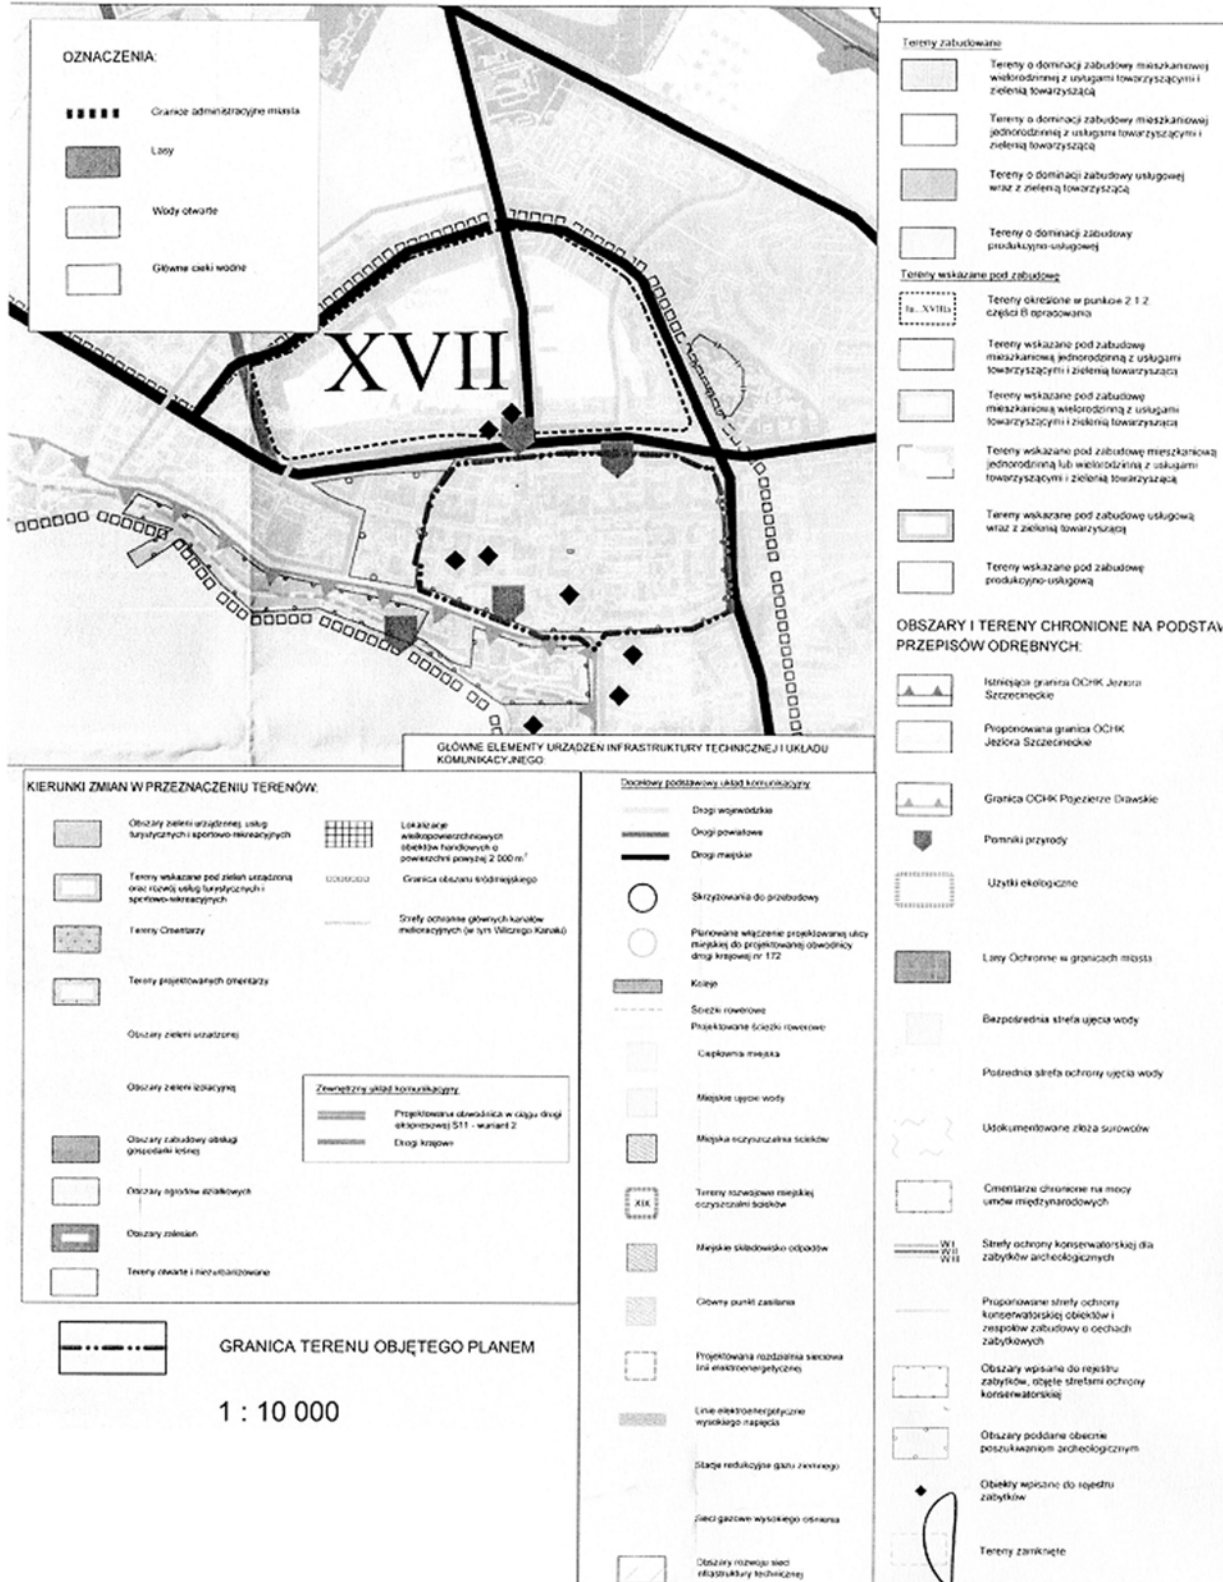 OZNACZENIA:
Granice administracyjne miasta
Lasy
Wody otwarte
Główne cieki wodne
XVII
Tereny zabudowane
Tereny o dominacji zabudowy mieszkaniowej
wielorodzinnej z usługami towarzyszącymi i
zielenią towarzyszącą
Tereny o dominacji zabudowy mieszkaniowej
jednorodzinnej z usługami towarzyszącymi i
zielenią towarzyszącą
Tereny o dominacji zabudowy usługowej
wraz z zielenią towarzyszącą
Tereny o dominacji zabudowy
produkcyjno-usługowej
Tereny wskazane pod zabudowę
Ia...XVIIIa
Tereny określone w punkcie 2.1.2.
części B opracowania
Tereny wskazane pod zabudowę
mieszkaniową jednorodzinną z usługami
towarzyszącymi i zielenią towarzyszącą
Tereny wskazane pod zabudowę
mieszkaniową wielorodzinną z usługami
towarzyszącymi i zielenią towarzyszącą
Tereny wskazane pod zabudowę mieszkaniową
jednorodzinną lub wielorodzinną z usługami
towarzyszącymi i zielenią towarzyszącą
Tereny wskazane pod zabudowę usługową
wraz z zielenią towarzyszącą
Tereny wskazane pod zabudowę
produkcyjno-usługową
OBSZARY I TERENY CHRONIONE NA PODSTAW
PRZEPISÓW ODRĘBNYCH:
Istniejąca granica OCHK Jeziora
Szczecineckie
Proponowana granica OCHK
Jeziora Szczecineckie
Granica OCHK Pojezierze Drawskie
Pomniki przyrody
Użytki ekologiczne
Lasy Ochronne w granicach miasta
Bezpośrednia strefa ujęcia wody
Pośrednia strefa ochrony ujęcia wody
Udokumentowane złoża surowców
Cmentarze chronione na mocy
umów międzynarodowych
W I
W II
W III
Strefy ochrony konserwatorskiej dla
zabytków archeologicznych
Proponowane strefy ochrony
konserwatorskiej obiektów i
zespołów zabudowy o cechach
zabytkowych
Obszary wpisane do rejestru
zabytków, objęte strefami ochrony
konserwatorskiej
Obszary poddane obecnie
poszukiwaniom archeologicznym
Obiekty wpisane do rejestru
zabytków
Tereny zamknięte
GŁÓWNE ELEMENTY URZĄDZEŃ INFRASTRUKTURY TECHNICZNEJ I UKŁADU
KOMUNIKACYJNEGO:
Docelowy podstawowy układ komunikacyjny
Drogi wojewódzkie
Drogi powiatowe
Drogi miejskie
Skrzyżowania do przebudowy
Planowane włączenie projektowanej ulicy
miejskiej do projektowanej obwodnicy
drogi krajowej nr 172
Koleje
Ścieżki rowerowe
Projektowane ścieżki rowerowe
Ciepłownia miejska
Miejskie ujęcie wody
Miejska oczyszczalnia ścieków
XIX
Tereny rozwojowe miejskiej
oczyszczalni ścieków
Miejskie składowisko odpadów
Główny punkt zasilania
Projektowana rozdzielnia sieciowa
linii elektroenergetycznej
Linie elektroenergetyczne
wysokiego napięcia
Stacje redukcyjne gazu ziemnego
Sieci gazowe wysokiego ciśnienia
Obszary rozwoju sieci
infrastruktury technicznej
KIERUNKI ZMIAN W PRZEZNACZENIU TERENÓW:
Obszary zieleni urządzonej, usług
turystycznych i sportowo-rekreacyjnych
Tereny wskazane pod zieleń urządzoną
oraz rozwój usług turystycznych i
sportowo-rekreacyjnych
Tereny Cmentarzy
Tereny projektowanych cmentarzy
Obszary zieleni urządzonej
Obszary zieleni izolacyjnej
Obszary zabudowy obsługi
gospodarki leśnej
Obszary ogrodów działkowych
Obszary zalesień
Tereny otwarte i niezurbanizowane
Lokalizacje
wielkopowierzchniowych
obiektów handlowych o
powierzchni powyżej 2 000 m²
Granica obszaru śródmiejskiego
Strefy ochronne głównych kanałów
melioracyjnych (w tym Wilczego Kanału)
Zewnętrzny układ komunikacyjny
Projektowana obwodnica w ciągu drogi
ekspresowej S11 - wariant 2
Drogi krajowe
GRANICA TERENU OBJĘTEGO PLANEM
1 : 10 000